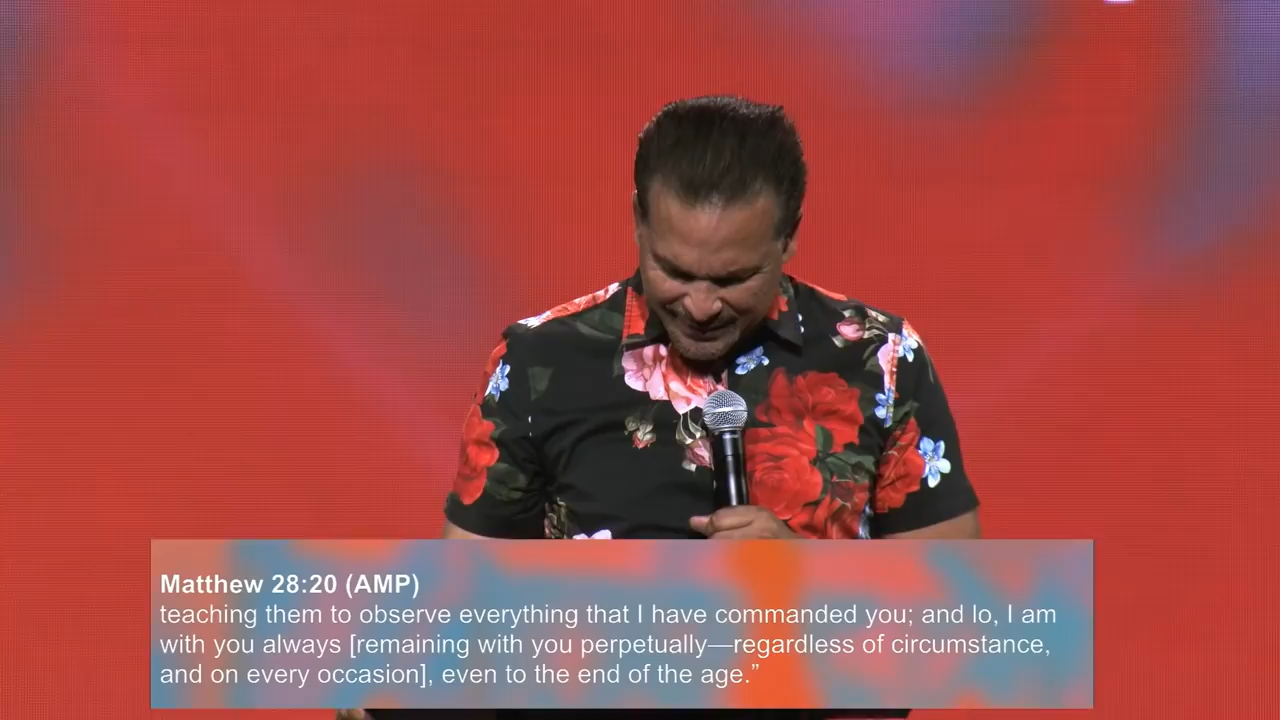 Matthew 28:20 (AMP)
teaching them to observe everything that I have commanded you; and lo, I am
with you always [remaining with you perpetually—regardless of circumstance,
and on every occasion], even to the end of the age.”